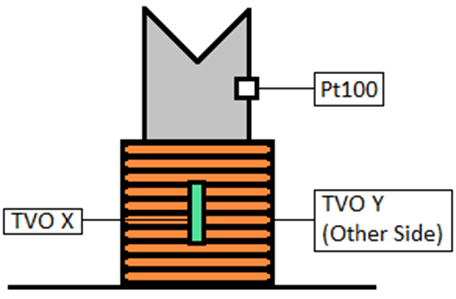 Pt100
TVO X
TVO Y
(Other Side)